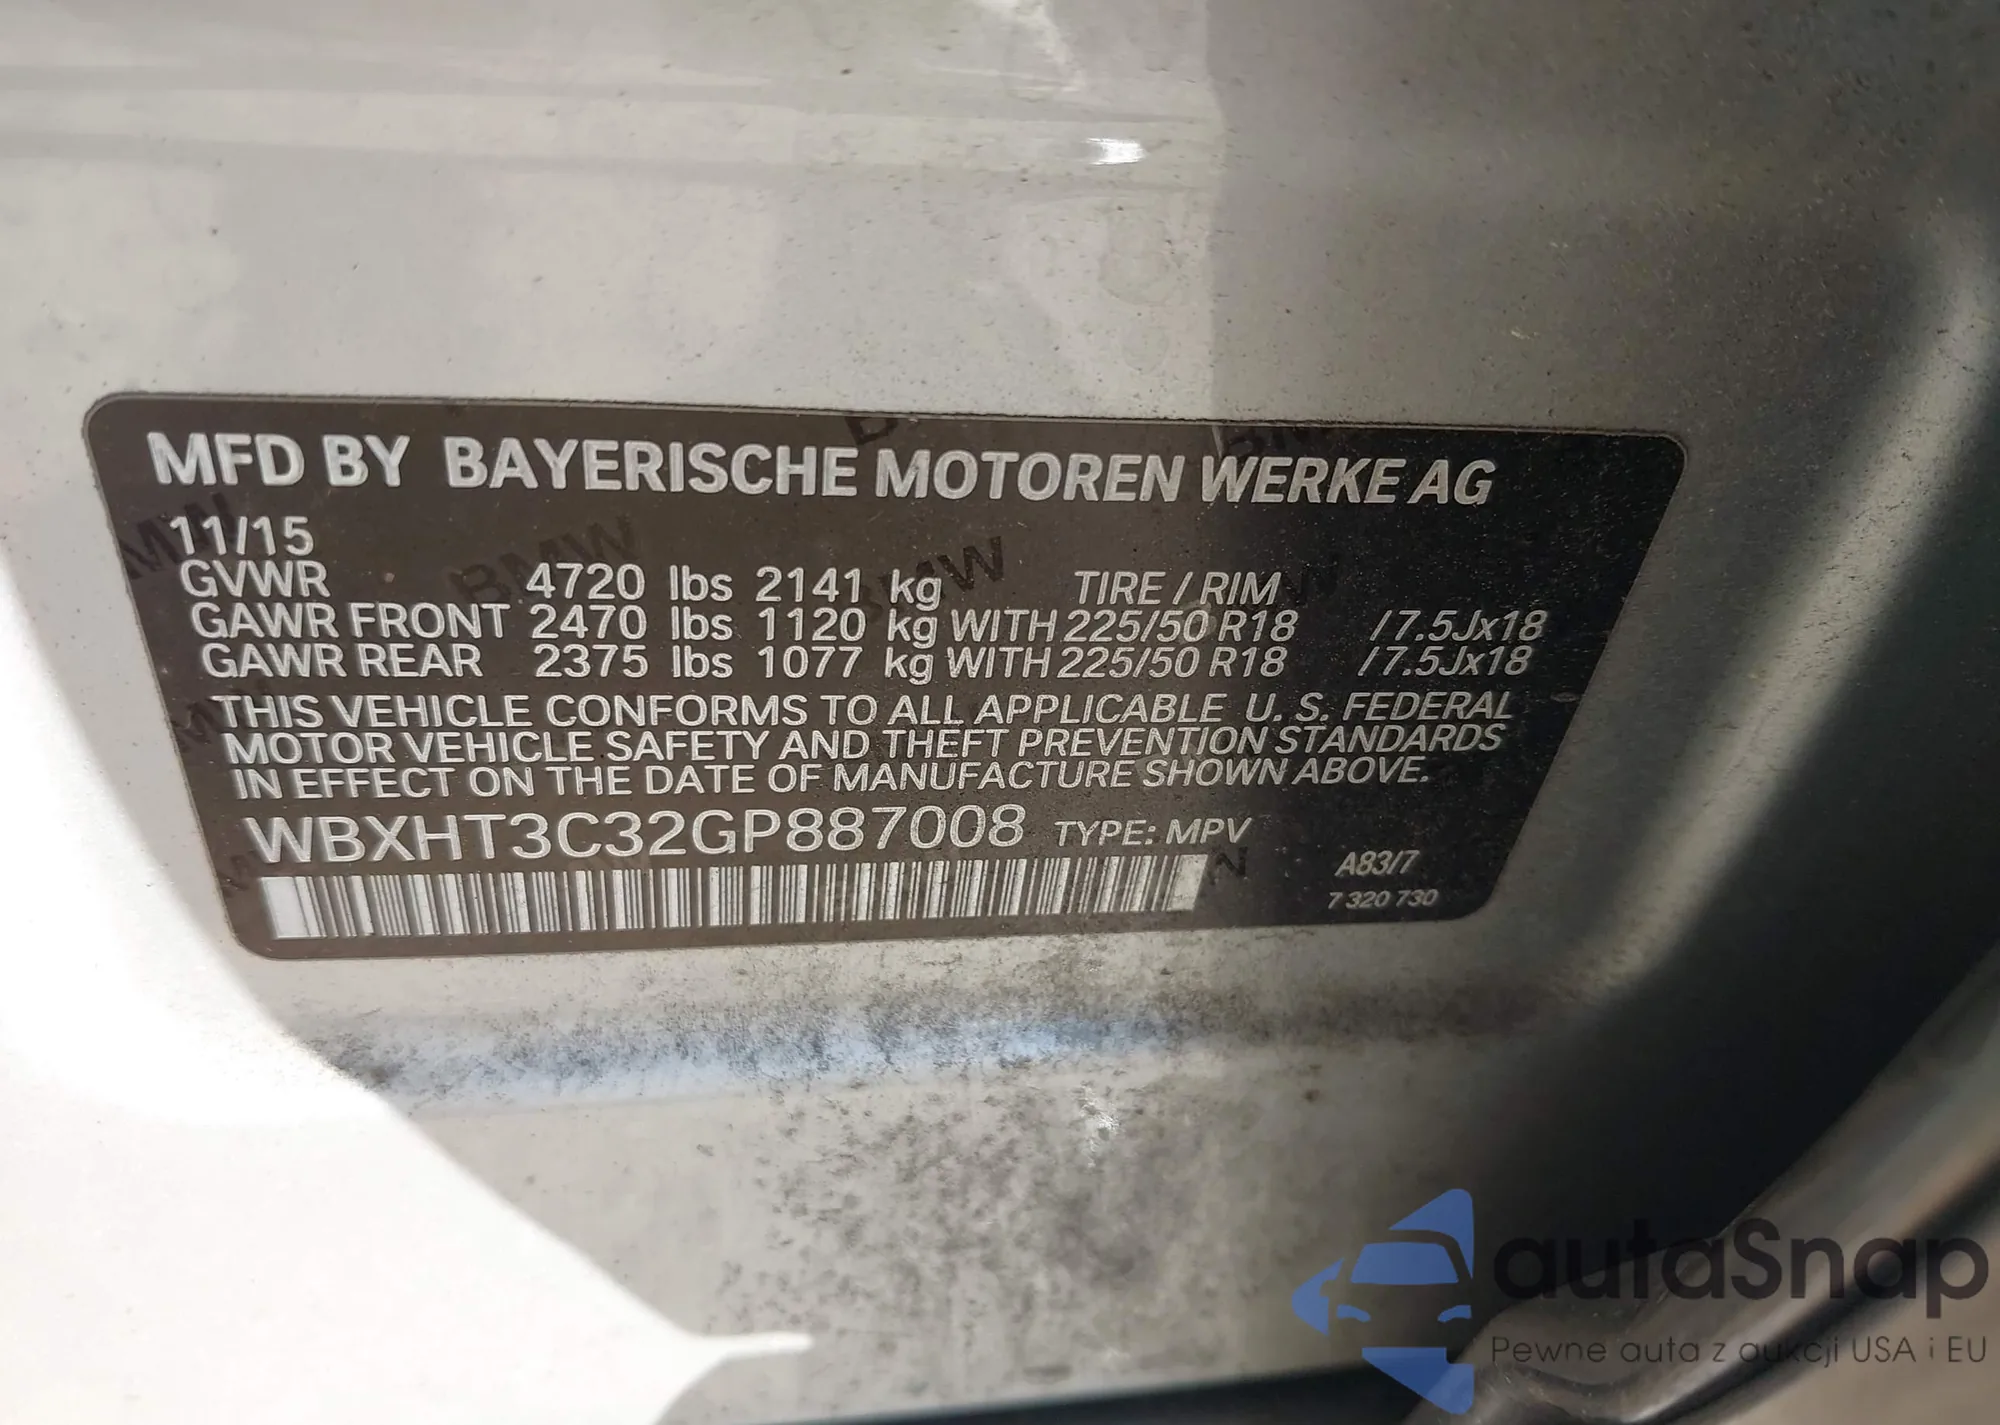 MFD BY BAYERISCHE MOTOREN WERKE AG
11/15
GVWR 4720 lbs 2141 kg TIRE / RIM
GAWR FRONT 2470 lbs 1120 kg WITH 225/50 R18 / 7.5Jx18
GAWR REAR 2375 lbs 1077 kg WITH 225/50 R18 / 7.5Jx18
THIS VEHICLE CONFORMS TO ALL APPLICABLE U. S. FEDERAL
MOTOR VEHICLE SAFETY AND THEFT PREVENTION STANDARDS
IN EFFECT ON THE DATE OF MANUFACTURE SHOWN ABOVE.
WBXHT3C32GP887008 TYPE: MPV
A83/7
7 320 730
autaSnap
Pewne auta z aukcji USA i EU